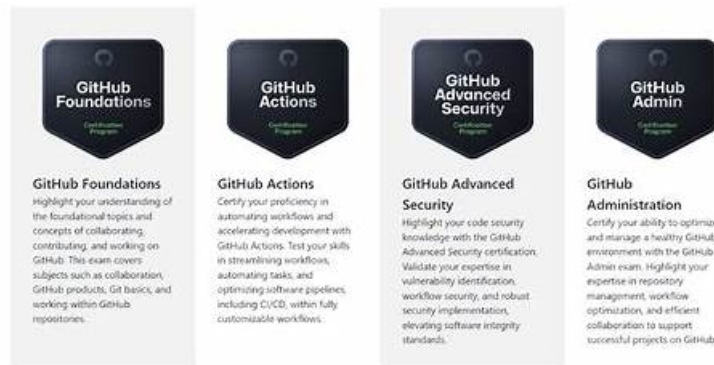 GitHub
Foundations
Certification
Program
GitHub Foundations
Highlight your understanding of
the foundational topics and
concepts of collaborating,
contributing, and working on
GitHub. This exam covers
subjects such as collaboration,
GitHub products, Git basics, and
working within GitHub
repositories.
GitHub
Actions
Certification
Program
GitHub Actions
Certify your proficiency in
automating workflows and
accelerating development with
GitHub Actions. Test your skills
in streamlining workflows,
automating tasks, and
optimizing software pipelines,
including CI/CD, within fully
customizable workflows.
GitHub
Advanced
Security
Certification
Program
GitHub Advanced
Security
Highlight your code security
knowledge with the GitHub
Advanced Security certification.
Validate your expertise in
vulnerability identification,
workflow security, and robust
security implementation,
elevating software integrity
standards.
GitHub
Admin
Certification
Program
GitHub
Administration
Certify your ability to optimize
and manage a healthy GitHub
environment with the GitHub
Admin exam. Highlight your
expertise in repository
management, workflow
optimization, and efficient
collaboration to support
successful projects on GitHub